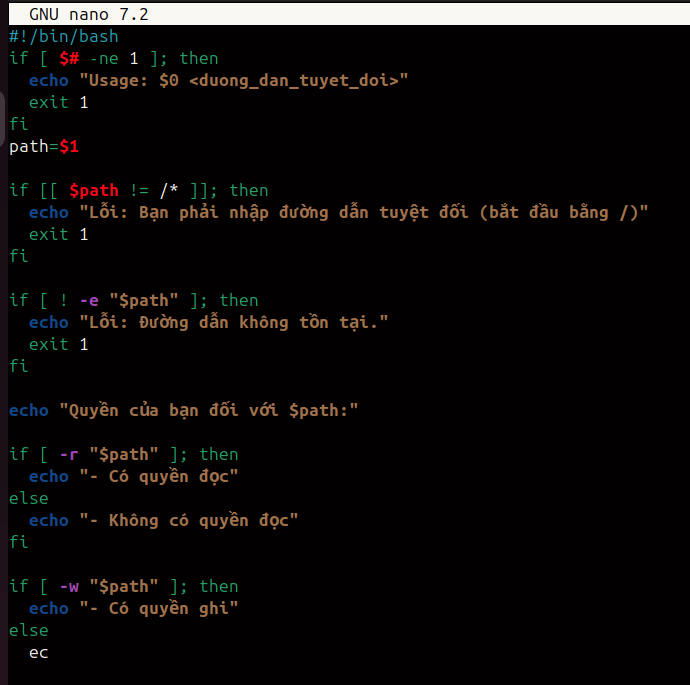 GNU nano 7.2
#!/bin/bash
if [ $# -ne 1 ]; then
  echo "Usage: $0 <duong_dan_tuyet_doi>"
  exit 1
fi
path=$1

if [[ $path != /* ]]; then
  echo "Lỗi: Bạn phải nhập đường dẫn tuyệt đối (bắt đầu bằng /)"
  exit 1
fi

if [ ! -e "$path" ]; then
  echo "Lỗi: Đường dẫn không tồn tại."
  exit 1
fi

echo "Quyền của bạn đối với $path:"

if [ -r "$path" ]; then
  echo "- Có quyền đọc"
else
  echo "- Không có quyền đọc"
fi

if [ -w "$path" ]; then
  echo "- Có quyền ghi"
else
  ec